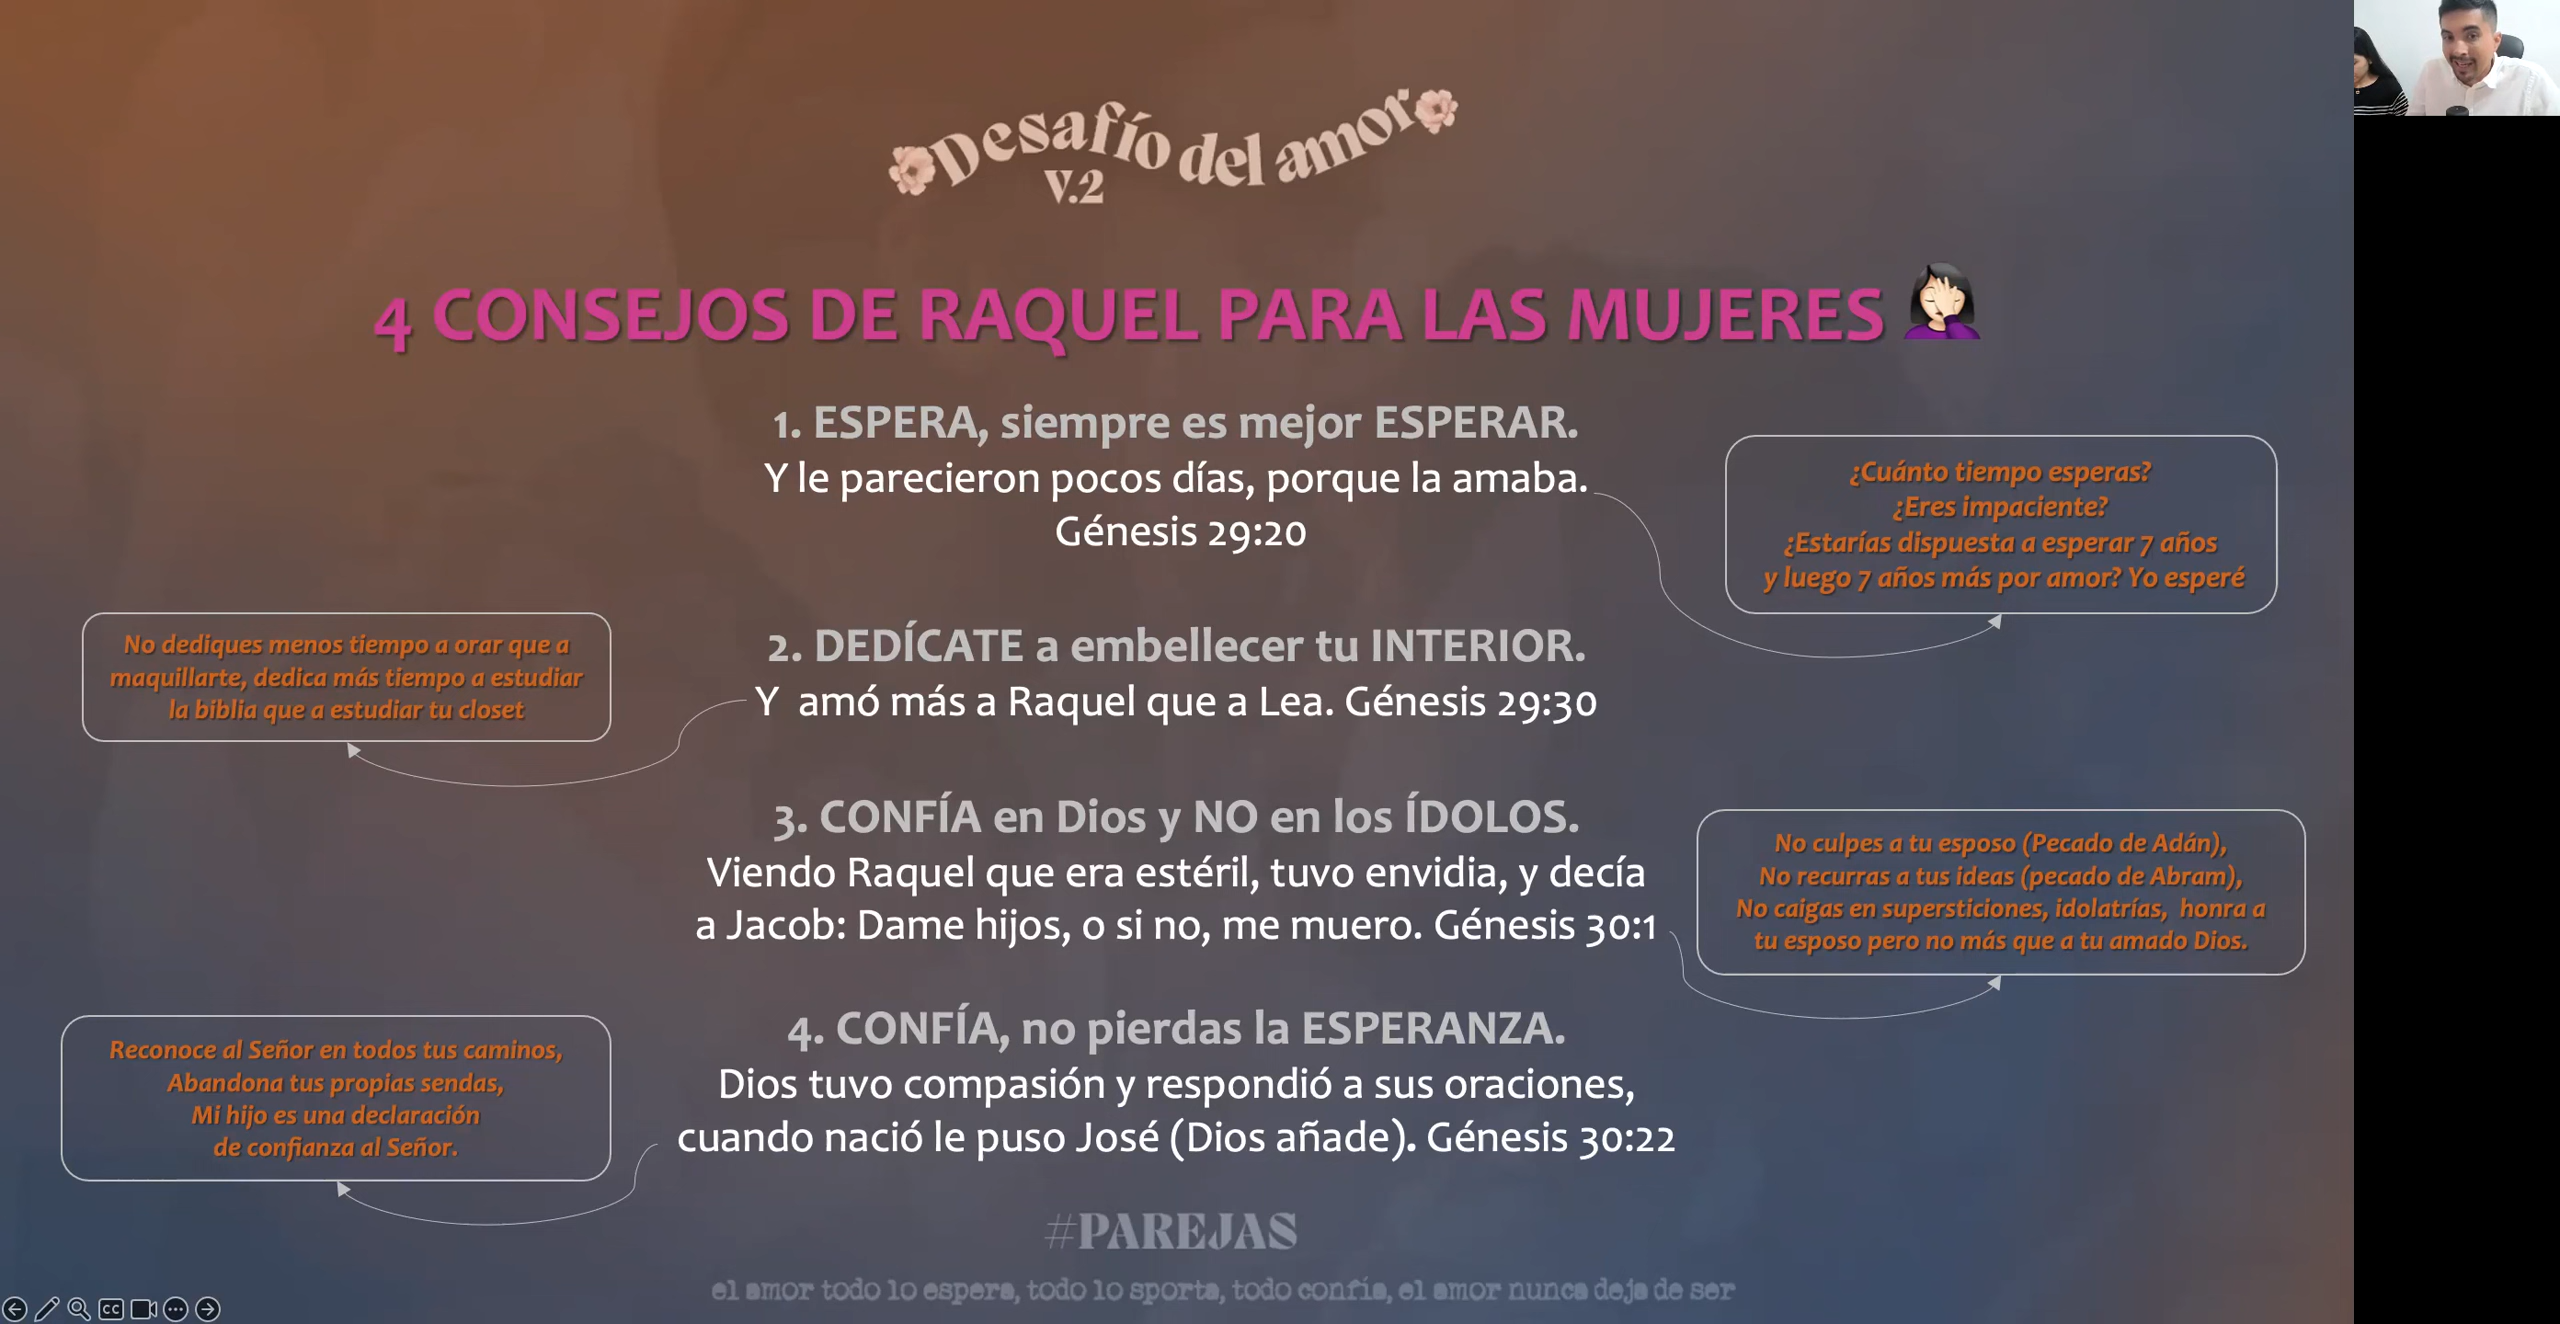 Desafío del amor
V.2
4 CONSEJOS DE RAQUEL PARA LAS MUJERES
1. ESPERA, siempre es mejor ESPERAR.
Y le parecieron pocos días, porque la amaba.
Génesis 29:20
¿Cuánto tiempo esperas?
¿Eres impaciente?
¿Estarías dispuesta a esperar 7 años
y luego 7 años más por amor? Yo esperé
2. DEDÍCATE a embellecer tu INTERIOR.
Y amó más a Raquel que a Lea. Génesis 29:30
No dediques menos tiempo a orar que a
maquillarte, dedica más tiempo a estudiar
la biblia que a estudiar tu closet
3. CONFÍA en Dios y NO en los ÍDOLOS.
Viendo Raquel que era estéril, tuvo envidia, y decía
a Jacob: Dame hijos, o si no, me muero. Génesis 30:1
No culpes a tu esposo (Pecado de Adán),
No recurras a tus ideas (pecado de Abram),
No caigas en supersticiones, idolatrías, honra a
tu esposo pero no más que a tu amado Dios.
4. CONFÍA, no pierdas la ESPERANZA.
Dios tuvo compasión y respondió a sus oraciones,
cuando nació le puso José (Dios añade). Génesis 30:22
Reconoce al Señor en todos tus caminos,
Abandona tus propias sendas,
Mi hijo es una declaración
de confianza al Señor.
#PAREJAS
el amor todo lo espera, todo lo sporta, todo confía, el amor nunca deja de ser
CC